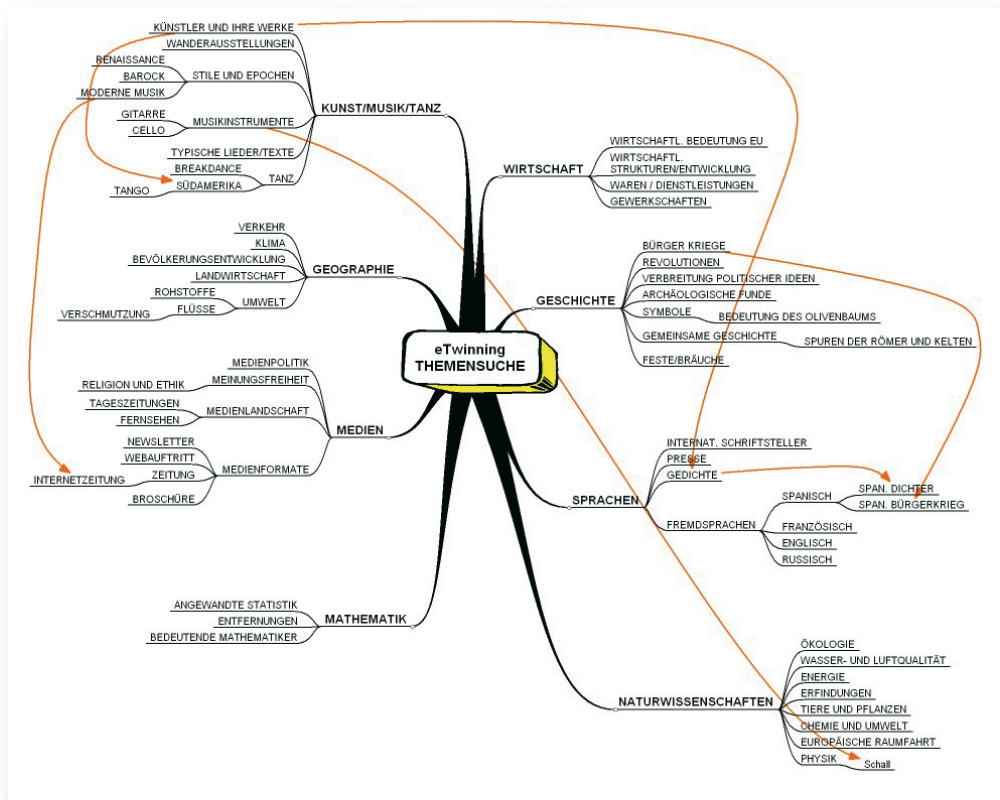 eTwinning
THEMENSUCHE
KUNST/MUSIK/TANZ
KÜNSTLER UND IHRE WERKE
WANDERAUSSTELLUNGEN
STILE UND EPOCHEN
RENAISSANCE
BAROCK
MODERNE MUSIK
MUSIKINSTRUMENTE
GITARRE
CELLO
TYPISCHE LIEDER/TEXTE
TANZ
BREAKDANCE
SÜDAMERIKA
TANGO
GEOGRAPHIE
VERKEHR
KLIMA
BEVÖLKERUNGSENTWICKLUNG
LANDWIRTSCHAFT
UMWELT
ROHSTOFFE
FLÜSSE
VERSCHMUTZUNG
MEDIEN
MEDIENPOLITIK
MEINUNGSFREIHEIT
RELIGION UND ETHIK
MEDIENLANDSCHAFT
TAGESZEITUNGEN
FERNSEHEN
MEDIENFORMATE
NEWSLETTER
WEBAUFTRITT
ZEITUNG
INTERNETZEITUNG
BROSCHÜRE
MATHEMATIK
ANGEWANDTE STATISTIK
ENTFERNUNGEN
BEDEUTENDE MATHEMATIKER
WIRTSCHAFT
WIRTSCHAFTL. BEDEUTUNG EU
WIRTSCHAFTL.
STRUKTUREN/ENTWICKLUNG
WAREN / DIENSTLEISTUNGEN
GEWERKSCHAFTEN
GESCHICHTE
BÜRGER KRIEGE
REVOLUTIONEN
VERBREITUNG POLITISCHER IDEEN
ARCHÄOLOGISCHE FUNDE
SYMBOLE
BEDEUTUNG DES OLIVENBAUMS
GEMEINSAME GESCHICHTE
SPUREN DER RÖMER UND KELTEN
FESTE/BRÄUCHE
SPRACHEN
INTERNAT. SCHRIFTSTELLER
PRESSE
GEDICHTE
FREMDSPRACHEN
SPANISCH
SPAN. DICHTER
SPAN. BÜRGERKRIEG
FRANZÖSISCH
ENGLISCH
RUSSISCH
NATURWISSENSCHAFTEN
ÖKOLOGIE
WASSER- UND LUFTQUALITÄT
ENERGIE
ERFINDUNGEN
TIERE UND PFLANZEN
CHEMIE UND UMWELT
EUROPÄISCHE RAUMFAHRT
PHYSIK
Schall